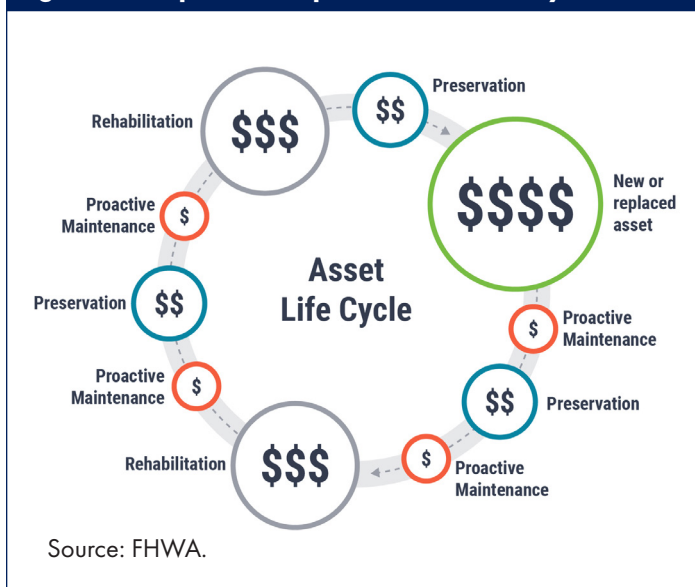 Preservation
$$
Rehabilitation
$$$
$$$$
New or
replaced
asset
Proactive
Maintenance
$
Asset
Life Cycle
Preservation
$$
$
Proactive
Maintenance
Proactive
Maintenance
$
$$
Preservation
Rehabilitation
$$$
$
Proactive
Maintenance
Source: FHWA.